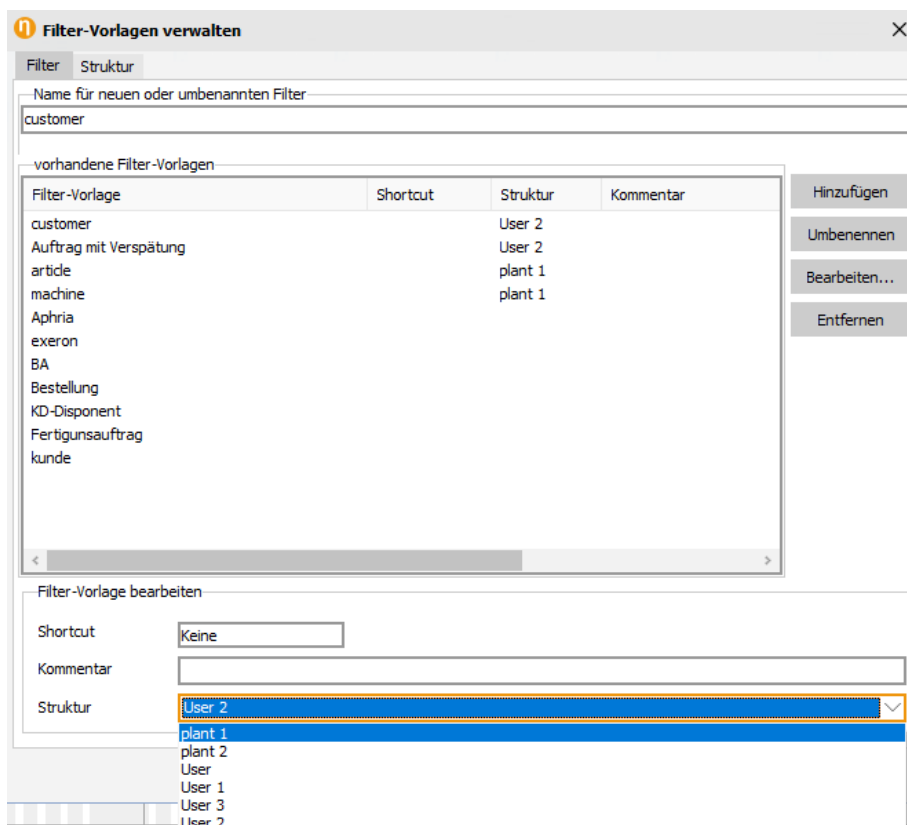 Filter-Vorlagen verwalten
Filter Struktur
Name für neuen oder umbenannten Filter
customer
vorhandene Filter-Vorlagen
Filter-Vorlage Shortcut Struktur Kommentar
customer User 2
Auftrag mit Verspätung User 2
article plant 1
machine plant 1
Aphria
exeron
BA
Bestellung
KD-Disponent
Fertigunsauftrag
kunde
Hinzufügen
Umbenennen
Bearbeiten...
Entfernen
Filter-Vorlage bearbeiten
Shortcut Keine
Kommentar
Struktur User 2
plant 1
plant 2
User
User 1
User 3
User 2